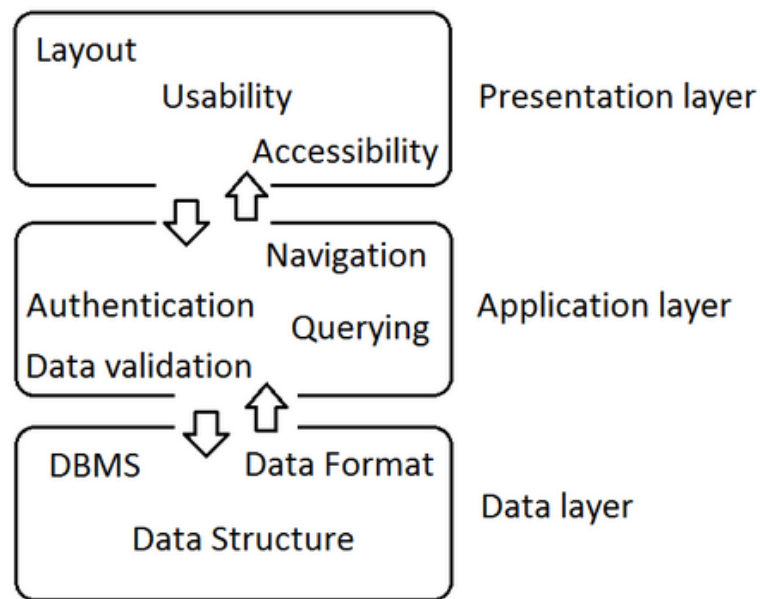 Layout
Usability
Presentation layer
Accessibility
Navigation
Authentication
Application layer
Querying
Data validation
DBMS
Data Format
Data layer
Data Structure